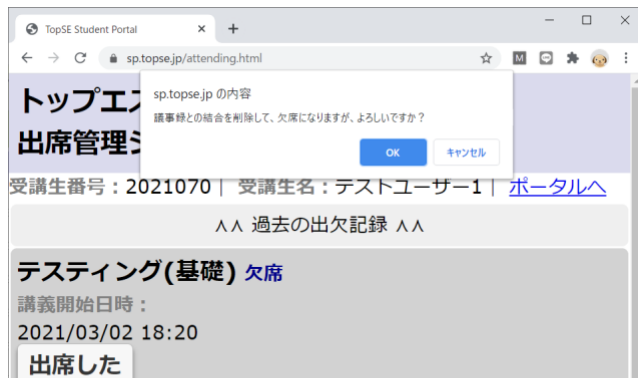 TopSE Student Portal
sp.topse.jp/attending.html
M
sp.topse.jp の内容
議事録との結合を削除して、欠席になりますが、よろしいですか？
OK
キャンセル
トップエス
出席管理シ
受講生番号：2021070｜ 受講生名：テストユーザー1｜ ポータルへ
∧∧ 過去の出欠記録 ∧∧
テスティング(基礎) 欠席
講義開始日時：
2021/03/02 18:20
出席した